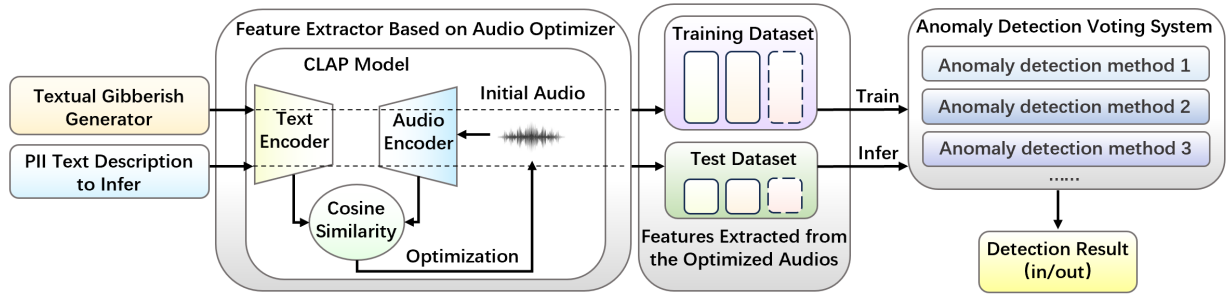 Textual Gibberish
Generator
PII Text Description
to Infer
Feature Extractor Based on Audio Optimizer
CLAP Model
Text
Encoder
Audio
Encoder
Initial Audio
Cosine
Similarity
Optimization
Training Dataset
Test Dataset
Features Extracted from
the Optimized Audios
Train
Infer
Anomaly Detection Voting System
Anomaly detection method 1
Anomaly detection method 2
Anomaly detection method 3
......
Detection Result
(in/out)